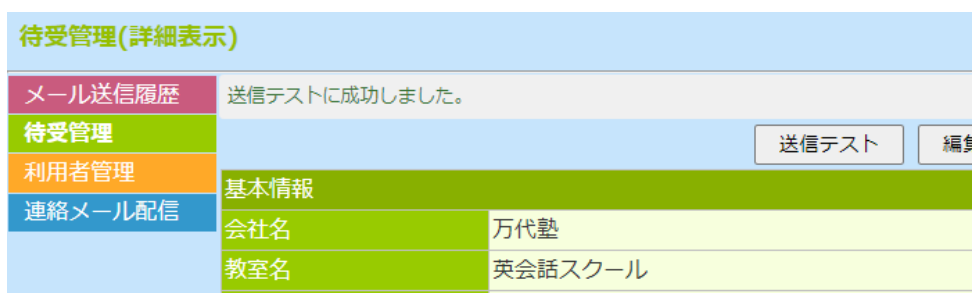 待受管理(詳細表示)
メール送信履歴
待受管理
利用者管理
連絡メール配信
送信テストに成功しました。
送信テスト
編集
基本情報
会社名 万代塾
教室名 英会話スクール